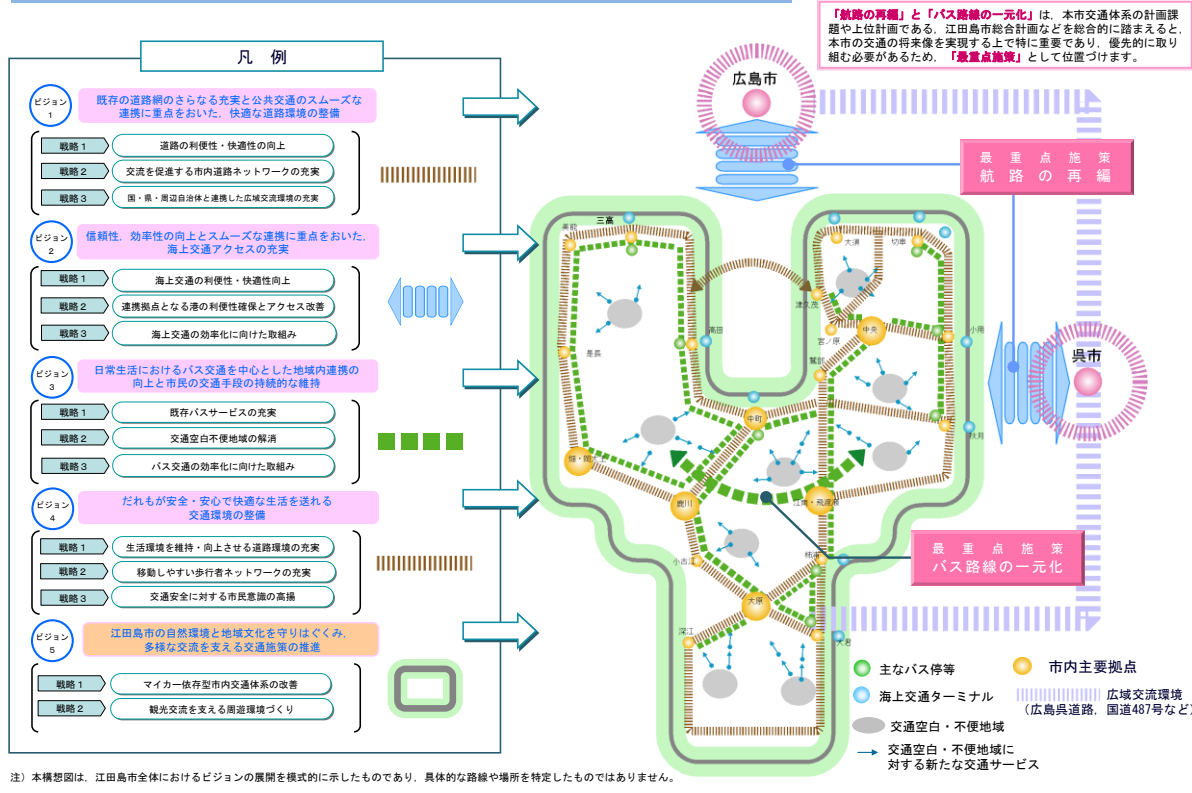 「航路の再編」と「バス路線の一元化」は，本市交通体系の計画課
題や上位計画である，江田島市総合計画などを総合的に踏まえると，
本市の交通の将来像を実現する上で特に重要であり，優先的に取り
組む必要があるため，「最重点施策」として位置づけます。
凡　例
ビジョン
1
既存の道路網のさらなる充実と公共交通のスムーズな
連携に重点をおいた，快適な道路環境の整備
戦略１
道路の利便性・快適性の向上
戦略２
交流を促進する市内道路ネットワークの充実
戦略３
国・県・周辺自治体と連携した広域交流環境の充実
ビジョン
2
信頼性，効率性の向上とスムーズな連携に重点をおいた，
海上交通アクセスの充実
戦略１
海上交通の利便性・快適性向上
戦略２
連携拠点となる港の利便性確保とアクセス改善
戦略３
海上交通の効率化に向けた取組み
ビジョン
3
日常生活におけるバス交通を中心とした地域内連携の
向上と市民の交通手段の持続的な維持
戦略１
既存バスサービスの充実
戦略２
交通空白不便地域の解消
戦略３
バス交通の効率化に向けた取組み
ビジョン
4
だれもが安全・安心で快適な生活を送れる
交通環境の整備
戦略１
生活環境を維持・向上させる道路環境の充実
戦略２
移動しやすい歩行者ネットワークの充実
戦略３
交通安全に対する市民意識の高揚
ビジョン
5
江田島市の自然環境と地域文化を守りはぐくみ，
多様な交流を支える交通施策の推進
戦略１
マイカー依存型市内交通体系の改善
戦略２
観光交流を支える周遊環境づくり
広島市
最重点施策
航路の再編
呉市
三高
美能
大須
切串
津久茂
高田
宮ノ原
中央
小用
是長
鷲部
中町
秋月
鹿川
江南・飛渡瀬
小古江
柿浦
大原
深江
大君
最重点施策
バス路線の一元化
主なバス停等
市内主要拠点
海上交通ターミナル
広域交流環境
（広島呉道路，国道487号など）
交通空白・不便地域
交通空白・不便地域に
対する新たな交通サービス
注）本構想図は，江田島市全体におけるビジョンの展開を模式的に示したものであり，具体的な路線や場所を特定したものではありません。